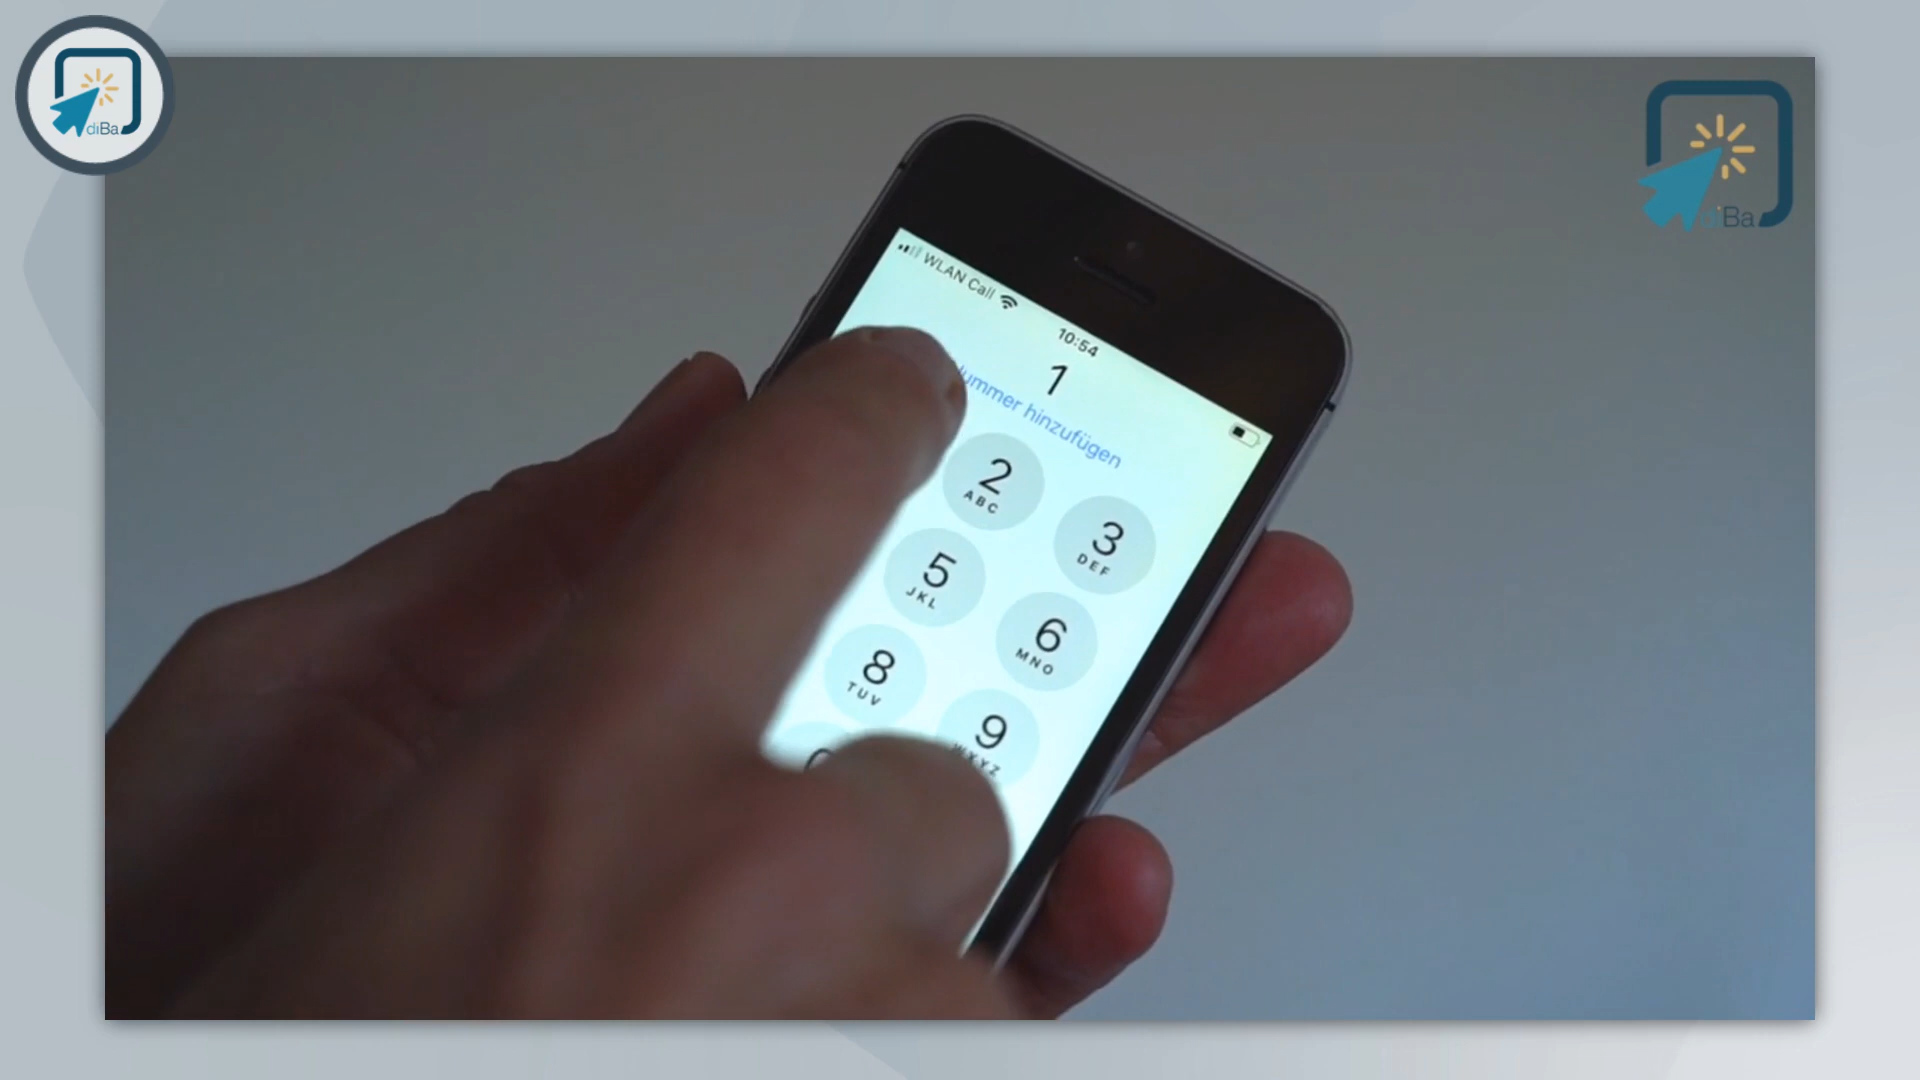 diBa
diBa
WLAN Call
10:54
1
ummer hinzufügen
2
ABC
3
DEF
5
JKL
6
MNO
8
TUV
9
WXYZ